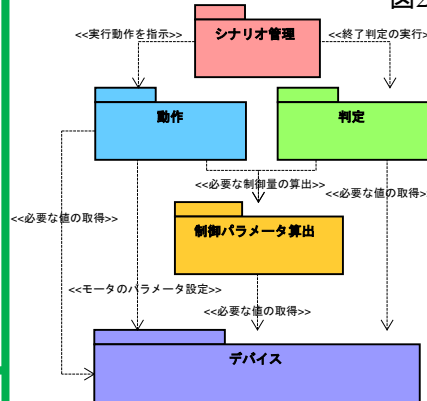 図2
<<実行動作を指示>>
シナリオ管理
<<終了判定の実行>
動作
判定
<<必要な制御量の算出>>
<<必要な値の取得>
<<必要な値の取得>>
制御パラメータ算出
<<モータのパラメータ設定>>
<<必要な値の取得>>
デバイス